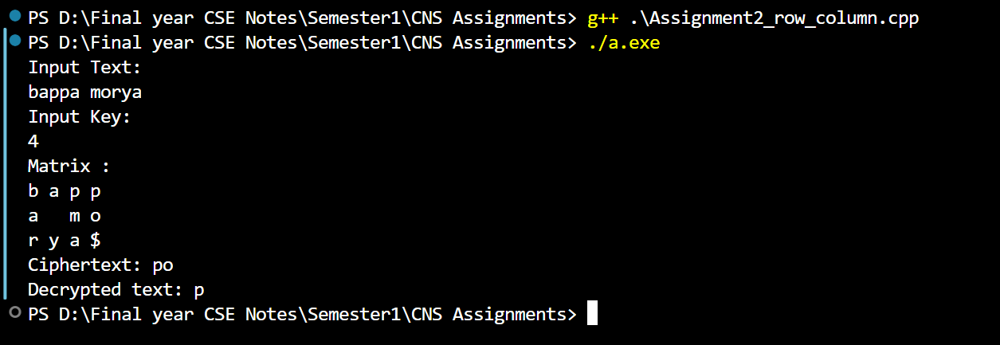 PS D:\Final year CSE Notes\Semester1\CNS Assignments> g++ .\Assignment2_row_column.cpp
PS D:\Final year CSE Notes\Semester1\CNS Assignments> ./a.exe
Input Text:
bappa morya
Input Key:
4
Matrix :
b a p p
a   m o
r y a $
Ciphertext: po
Decrypted text: p
PS D:\Final year CSE Notes\Semester1\CNS Assignments>